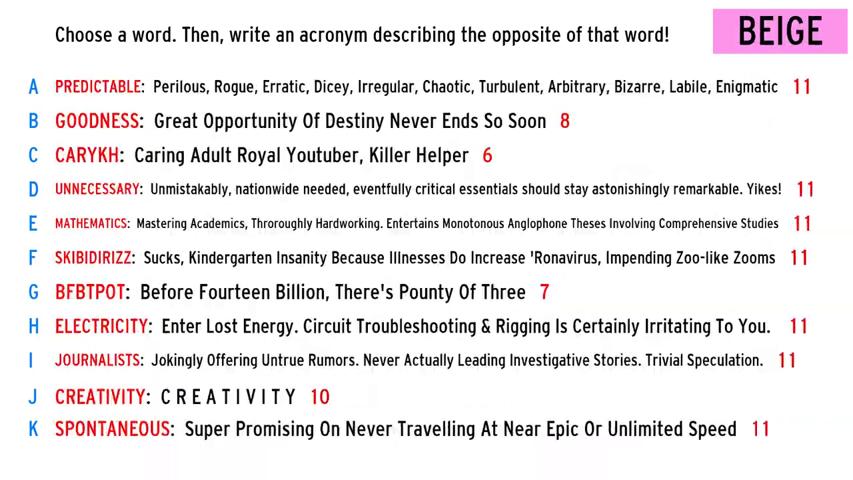 Choose a word. Then, write an acronym describing the opposite of that word!
BEIGE
A PREDICTABLE: Perilous, Rogue, Erratic, Dicey, Irregular, Chaotic, Turbulent, Arbitrary, Bizarre, Labile, Enigmatic 11
B GOODNESS: Great Opportunity Of Destiny Never Ends So Soon 8
C CARYKH: Caring Adult Royal Youtuber, Killer Helper 6
D UNNECESSARY: Unmistakably, nationwide needed, eventfully critical essentials should stay astonishingly remarkable. Yikes! 11
E MATHEMATICS: Mastering Academics, Throroughly Hardworking. Entertains Monotonous Anglophone Theses Involving Comprehensive Studies 11
F SKIBIDIRIZZ: Sucks, Kindergarten Insanity Because Illnesses Do Increase 'Ronavirus, Impending Zoo-like Zooms 11
G BFBTPOT: Before Fourteen Billion, There's Pounty Of Three 7
H ELECTRICITY: Enter Lost Energy. Circuit Troubleshooting & Rigging Is Certainly Irritating To You. 11
I JOURNALISTS: Jokingly Offering Untrue Rumors. Never Actually Leading Investigative Stories. Trivial Speculation. 11
J CREATIVITY: C R E A T I V I T Y 10
K SPONTANEOUS: Super Promising On Never Travelling At Near Epic Or Unlimited Speed 11